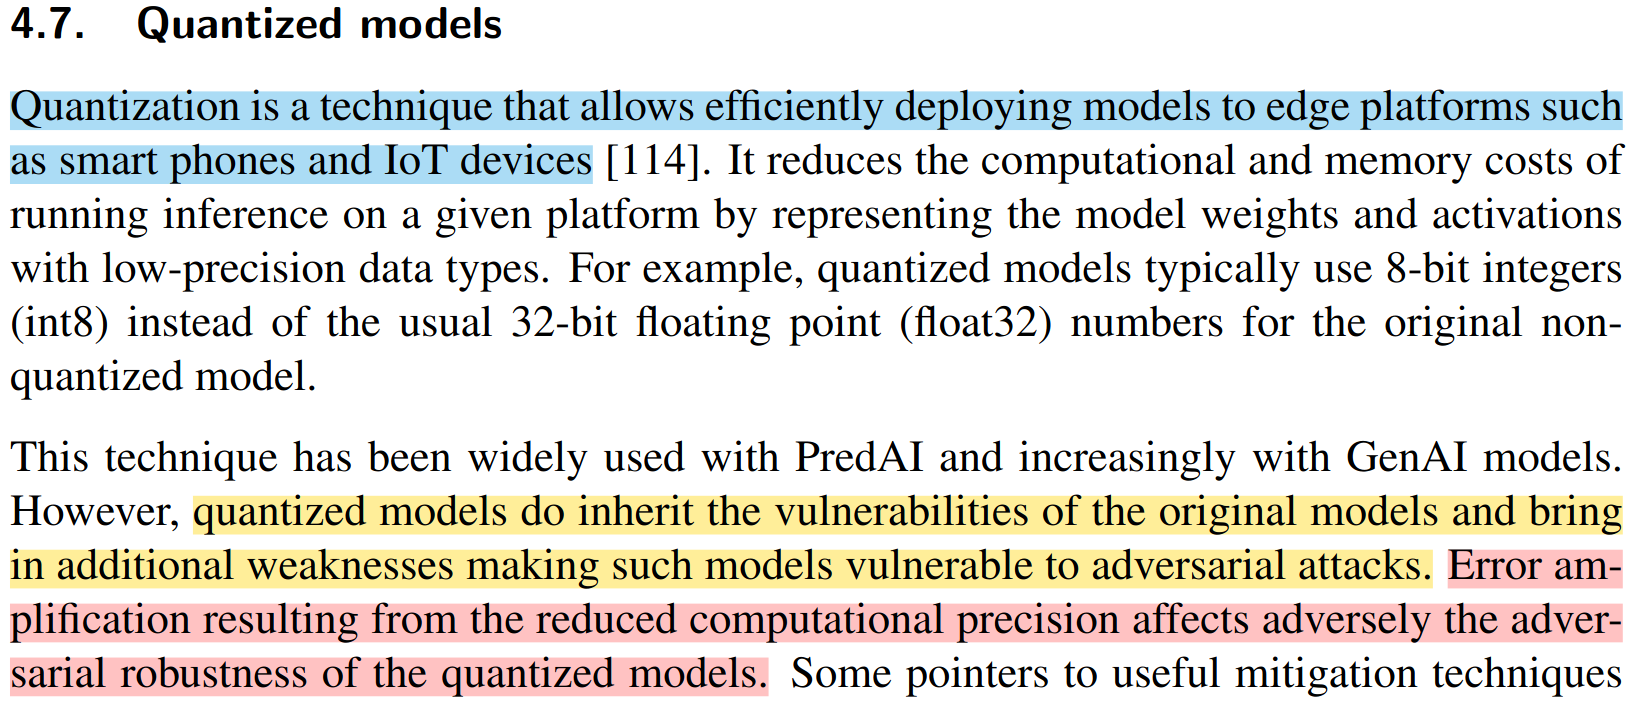 4.7. Quantized models
Quantization is a technique that allows efficiently deploying models to edge platforms such
as smart phones and IoT devices [114]. It reduces the computational and memory costs of
running inference on a given platform by representing the model weights and activations
with low-precision data types. For example, quantized models typically use 8-bit integers
(int8) instead of the usual 32-bit floating point (float32) numbers for the original non-
quantized model.
This technique has been widely used with PredAI and increasingly with GenAI models.
However, quantized models do inherit the vulnerabilities of the original models and bring
in additional weaknesses making such models vulnerable to adversarial attacks. Error am-
plification resulting from the reduced computational precision affects adversely the adver-
sarial robustness of the quantized models. Some pointers to useful mitigation techniques